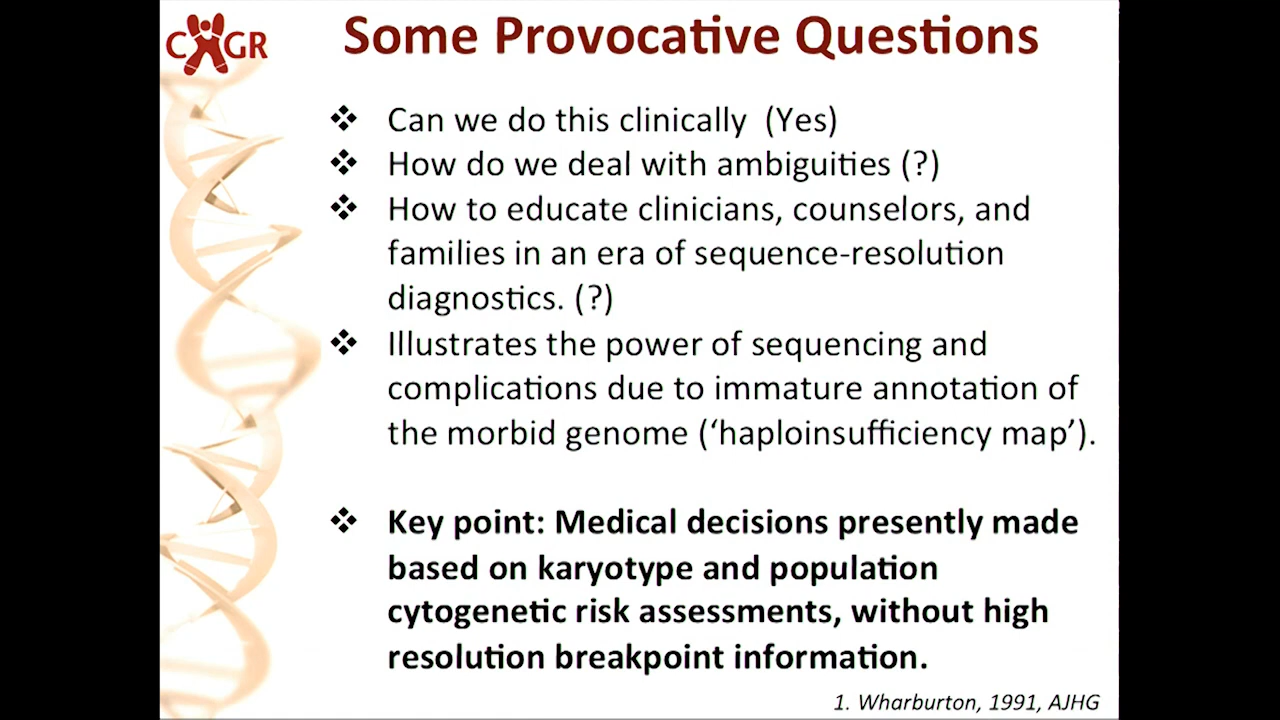 CHGR
Some Provocative Questions
❖ Can we do this clinically (Yes)
❖ How do we deal with ambiguities (?)
❖ How to educate clinicians, counselors, and
families in an era of sequence-resolution
diagnostics. (?)
❖ Illustrates the power of sequencing and
complications due to immature annotation of
the morbid genome (‘haploinsufficiency map’).
❖ Key point: Medical decisions presently made
based on karyotype and population
cytogenetic risk assessments, without high
resolution breakpoint information.
1. Wharburton, 1991, AJHG